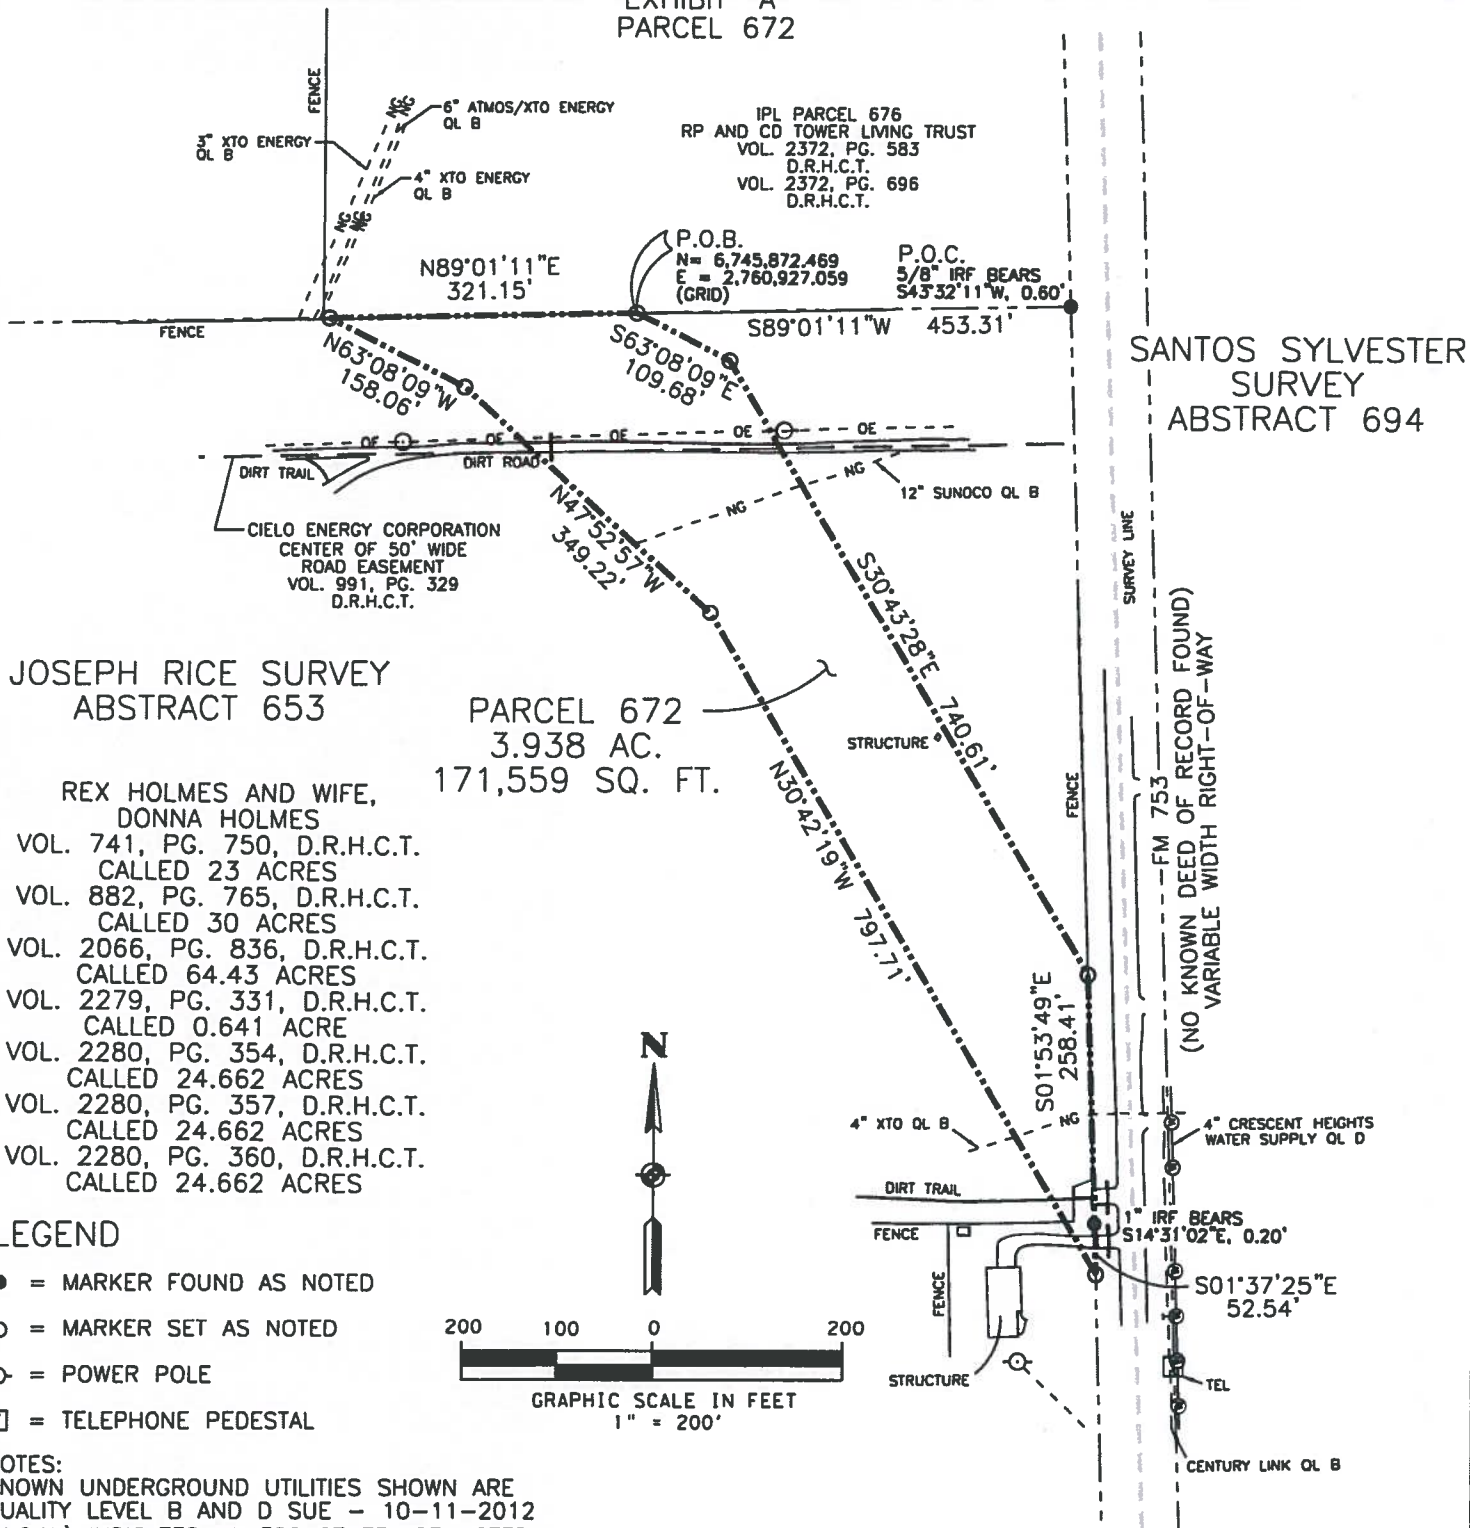 PARCEL 672
FENCE
6" ATMOS/XTO ENERGY
QL B
3" XTO ENERGY
QL B
4" XTO ENERGY
QL B
NG
NG
NG
NG
IPL PARCEL 676
RP AND CD TOWER LIVING TRUST
VOL. 2372, PG. 583
D.R.H.C.T.
VOL. 2372, PG. 696
D.R.H.C.T.
N89°01'11"E
321.15'
P.O.B.
N= 6,745,872.469
E = 2,760,927.059
(GRID)
P.O.C.
5/8" IRF BEARS
S43°32'11"W, 0.60'
FENCE
S89°01'11"W 453.31'
N63°08'09"W
158.06'
S63°08'09"E
109.68'
SANTOS SYLVESTER
SURVEY
ABSTRACT 694
OE
OE
OE
OE
OE
DIRT TRAIL
DIRT ROAD
NG
NG
12" SUNOCO QL B
CIELO ENERGY CORPORATION
CENTER OF 50' WIDE
ROAD EASEMENT
VOL. 991, PG. 329
D.R.H.C.T.
N47°52'57"W
349.22'
S30°43'28"E 740.61'
SURVEY LINE
FENCE
FM 753
(NO KNOWN DEED OF RECORD FOUND)
VARIABLE WIDTH RIGHT-OF-WAY
JOSEPH RICE SURVEY
ABSTRACT 653
PARCEL 672
3.938 AC.
171,559 SQ. FT.
STRUCTURE
N30°42'19"W 797.71'
REX HOLMES AND WIFE,
DONNA HOLMES
VOL. 741, PG. 750, D.R.H.C.T.
CALLED 23 ACRES
VOL. 882, PG. 765, D.R.H.C.T.
CALLED 30 ACRES
VOL. 2066, PG. 836, D.R.H.C.T.
CALLED 64.43 ACRES
VOL. 2279, PG. 331, D.R.H.C.T.
CALLED 0.641 ACRE
VOL. 2280, PG. 354, D.R.H.C.T.
CALLED 24.662 ACRES
VOL. 2280, PG. 357, D.R.H.C.T.
CALLED 24.662 ACRES
VOL. 2280, PG. 360, D.R.H.C.T.
CALLED 24.662 ACRES
N
S01°53'49"E
258.41'
4" XTO QL B
NG
4" CRESCENT HEIGHTS
WATER SUPPLY QL D
DIRT TRAIL
FENCE
1" IRF BEARS
S14°31'02"E, 0.20'
FENCE
S01°37'25"E
52.54'
STRUCTURE
TEL
CENTURY LINK QL B
LEGEND
= MARKER FOUND AS NOTED
= MARKER SET AS NOTED
= POWER POLE
= TELEPHONE PEDESTAL
200 100 0 200
GRAPHIC SCALE IN FEET
1" = 200'
OTES:
NOWN UNDERGROUND UTILITIES SHOWN ARE
UALITY LEVEL B AND D SUE - 10-11-2012